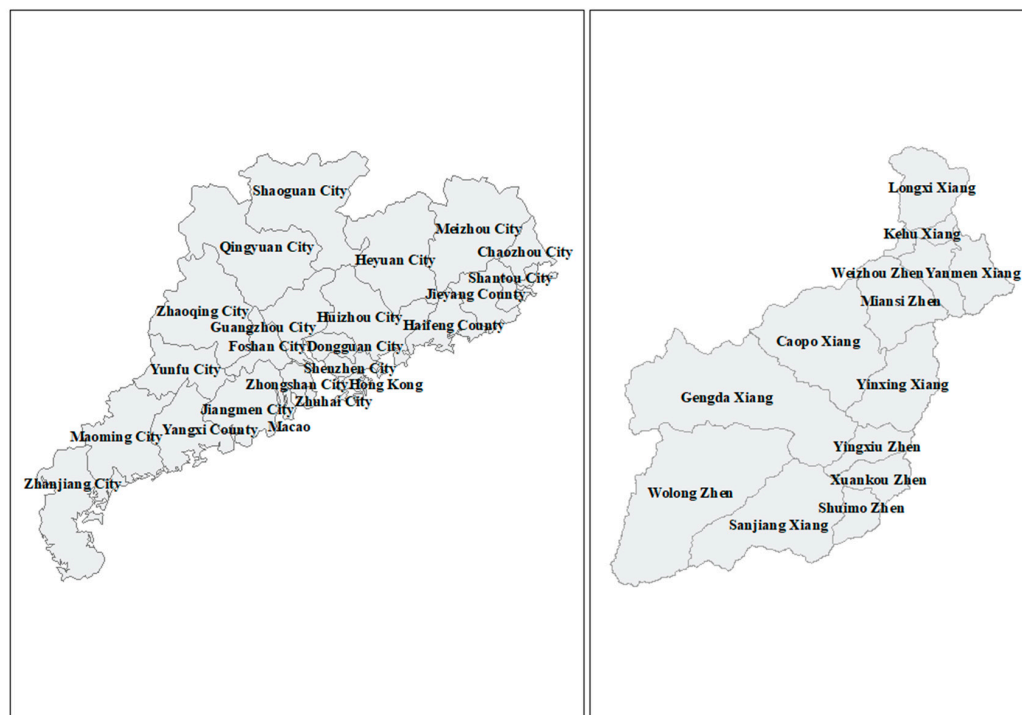 Shaoguan City
Meizhou City
Qingyuan City
Chaozhou City
Heyuan City
Shantou City
Jieyang County
Zhaoqing City
Huizhou City
Guangzhou City
Haifeng County
Foshan City
Dongguan City
Yunfu City
Shenzhen City
Zhongshan City
Hong Kong
Zhuhai City
Jiangmen City
Macao
Yangxi County
Maoming City
Zhanjiang City
Longxi Xiang
Kehu Xiang
Weizhou Zhen
Yanmen Xiang
Miansi Zhen
Caopo Xiang
Yinxing Xiang
Gengda Xiang
Yingxiu Zhen
Xuankou Zhen
Wolong Zhen
Shuimo Zhen
Sanjiang Xiang